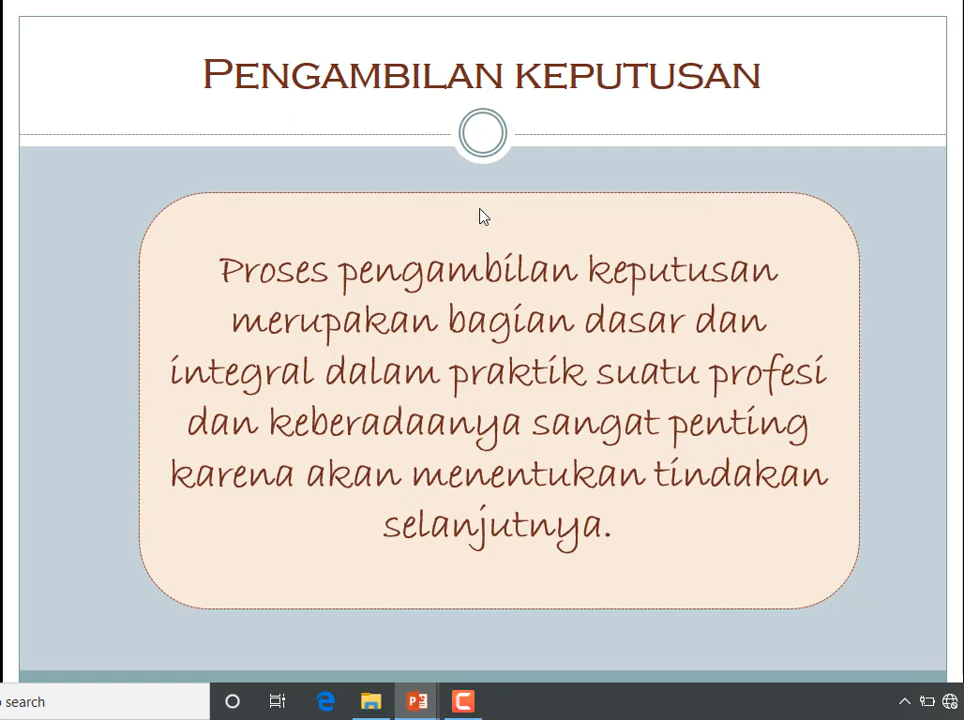 Pengambilan keputusan
Proses pengambilan keputusan
merupakan bagian dasar dan
integral dalam praktik suatu profesi
dan keberadaanya sangat penting
karena akan menentukan tindakan
selanjutnya.
search